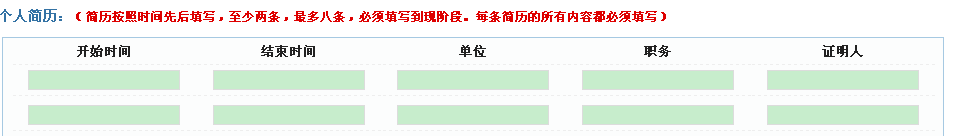 个人简历：（简历按照时间先后填写，至少两条，最多八条，必须填写到现阶段。每条简历的所有内容都必须填写）
开始时间 结束时间 单位 职务 证明人